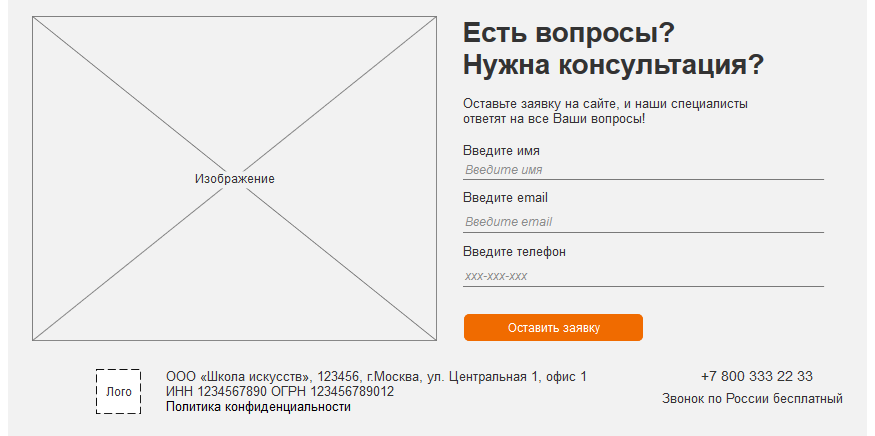 Есть вопросы?
Нужна консультация?
Оставьте заявку на сайте, и наши специалисты
ответят на все Ваши вопросы!
Введите имя
Введите имя
Введите email
Введите email
Введите телефон
xxx-xxx-xxx
Оставить заявку
Изображение
Лого
ООО «Школа искусств», 123456, г.Москва, ул. Центральная 1, офис 1
ИНН 1234567890 ОГРН 123456789012
Политика конфиденциальности
+7 800 333 22 33
Звонок по России бесплатный